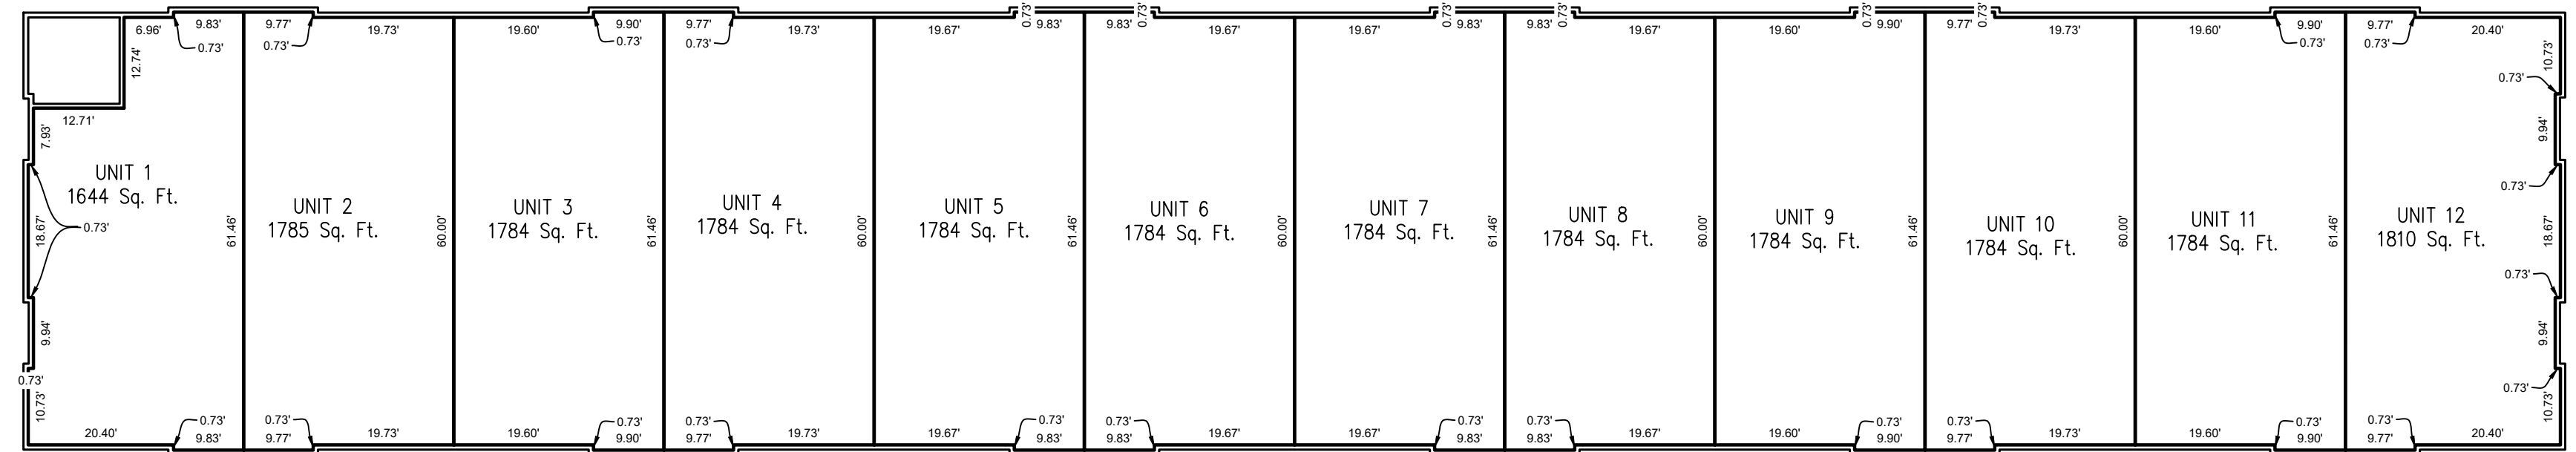 6.96' 9.83' 9.77' 19.73' 19.60' 9.90' 9.77' 19.73' 19.67' 0.73' 9.83' 9.83' 0.73' 19.67' 19.67' 0.73' 9.83' 9.83' 0.73' 19.67' 19.60' 0.73' 9.90' 9.77' 0.73' 19.73' 19.60' 9.90' 9.77' 20.40'
12.74' 0.73' 0.73' 0.73' 0.73' 0.73' 0.73' 10.73'
0.73'
12.71'
7.93' 9.94'
UNIT 1
1644 Sq. Ft.
0.73'
UNIT 2
1785 Sq. Ft.
UNIT 3
1784 Sq. Ft.
UNIT 4
1784 Sq. Ft.
UNIT 5
1784 Sq. Ft.
UNIT 6
1784 Sq. Ft.
UNIT 7
1784 Sq. Ft.
UNIT 8
1784 Sq. Ft.
UNIT 9
1784 Sq. Ft.
UNIT 10
1784 Sq. Ft.
UNIT 11
1784 Sq. Ft.
UNIT 12
1810 Sq. Ft.
18.67' 0.73' 61.46' 60.00' 61.46' 60.00' 61.46' 60.00' 61.46' 60.00' 61.46' 60.00' 61.46' 18.67'
0.73'
9.94' 9.94'
0.73' 0.73'
10.73' 10.73'
0.73' 0.73' 0.73' 0.73' 0.73' 0.73' 0.73' 0.73' 0.73' 0.73' 0.73' 0.73'
20.40' 9.83' 9.77' 19.73' 19.60' 9.90' 9.77' 19.73' 19.67' 9.83' 9.83' 19.67' 19.67' 9.83' 9.83' 19.67' 19.60' 9.90' 9.77' 19.73' 19.60' 9.90' 9.77' 20.40'